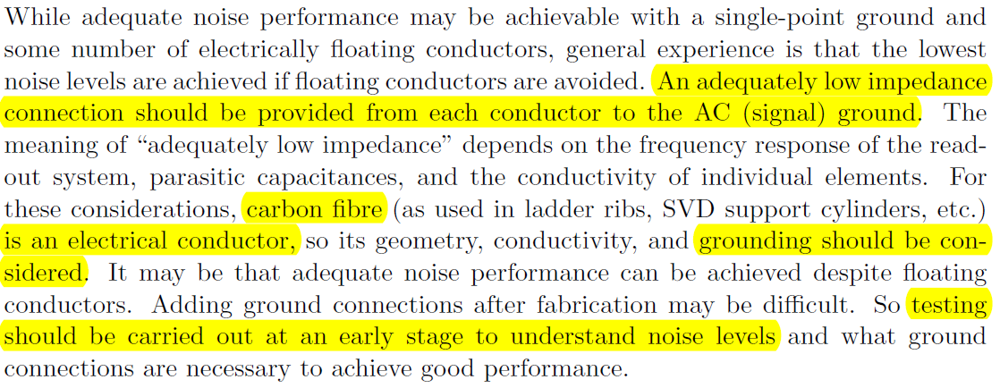 While adequate noise performance may be achievable with a single-point ground and
some number of electrically floating conductors, general experience is that the lowest
noise levels are achieved if floating conductors are avoided. An adequately low impedance
connection should be provided from each conductor to the AC (signal) ground. The
meaning of “adequately low impedance” depends on the frequency response of the read-
out system, parasitic capacitances, and the conductivity of individual elements. For
these considerations, carbon fibre (as used in ladder ribs, SVD support cylinders, etc.)
is an electrical conductor, so its geometry, conductivity, and grounding should be con-
sidered. It may be that adequate noise performance can be achieved despite floating
conductors. Adding ground connections after fabrication may be difficult. So testing
should be carried out at an early stage to understand noise levels and what ground
connections are necessary to achieve good performance.